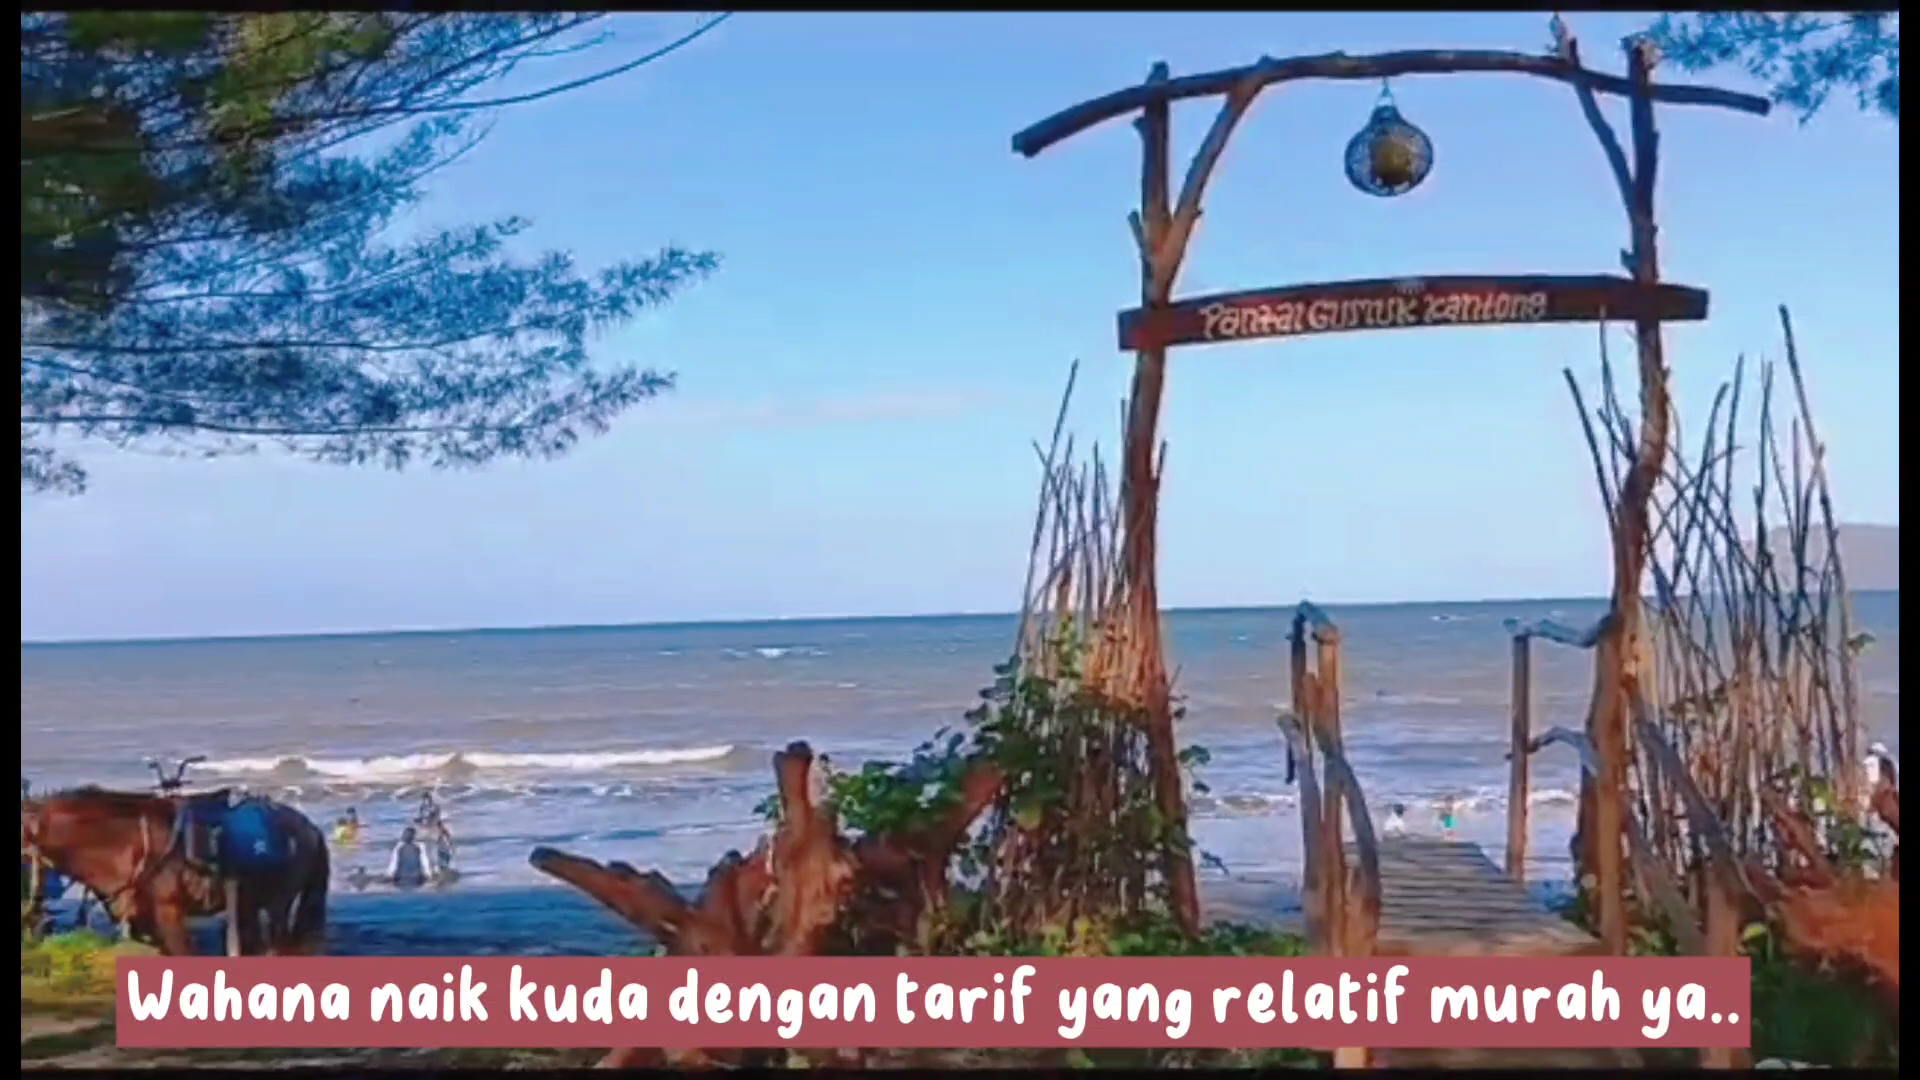 Pantai Gumuk Kantong
Wahana naik kuda dengan tarif yang relatif murah ya..